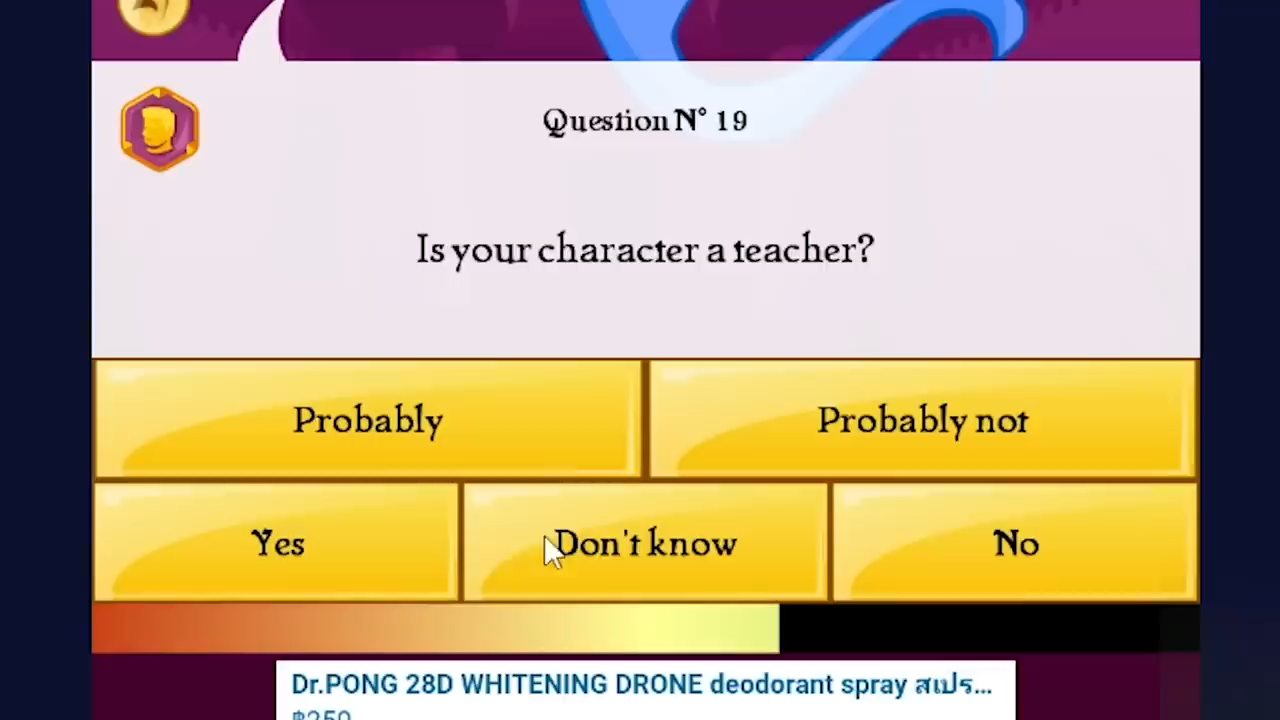 Question N° 19
Is your character a teacher?
Probably
Probably not
Yes
Don't know
No
Dr.PONG 28D WHITENING DRONE deodorant spray สเปร...
฿259